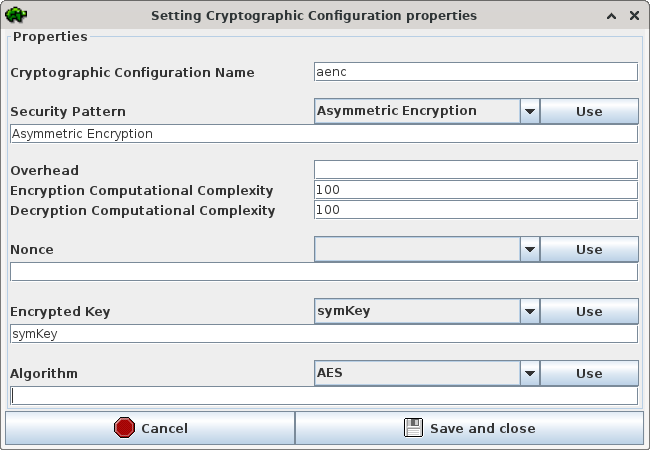 Setting Cryptographic Configuration properties
Properties
Cryptographic Configuration Name aenc
Security Pattern Asymmetric Encryption Use
Asymmetric Encryption
Overhead
Encryption Computational Complexity 100
Decryption Computational Complexity 100
Nonce Use
Encrypted Key symKey Use
symKey
Algorithm AES Use
Cancel Save and close